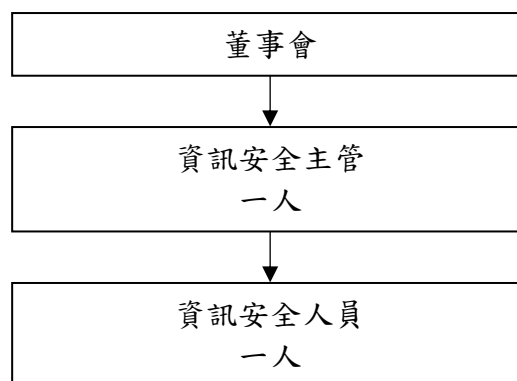 董事會
資訊安全主管
一人
資訊安全人員
一人